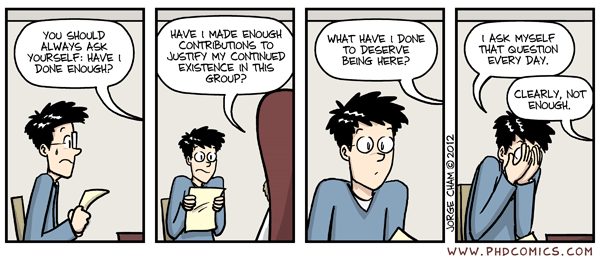 YOU SHOULD
ALWAYS ASK
YOURSELF: HAVE I
DONE ENOUGH?
HAVE I MADE ENOUGH
CONTRIBUTIONS TO
JUSTIFY MY CONTINUED
EXISTENCE IN THIS
GROUP?
WHAT HAVE I DONE
TO DESERVE
BEING HERE?
I ASK MYSELF
THAT QUESTION
EVERY DAY.
CLEARLY, NOT
ENOUGH.
JORGE CHAM © 2012
WWW.PHDCOMICS.COM